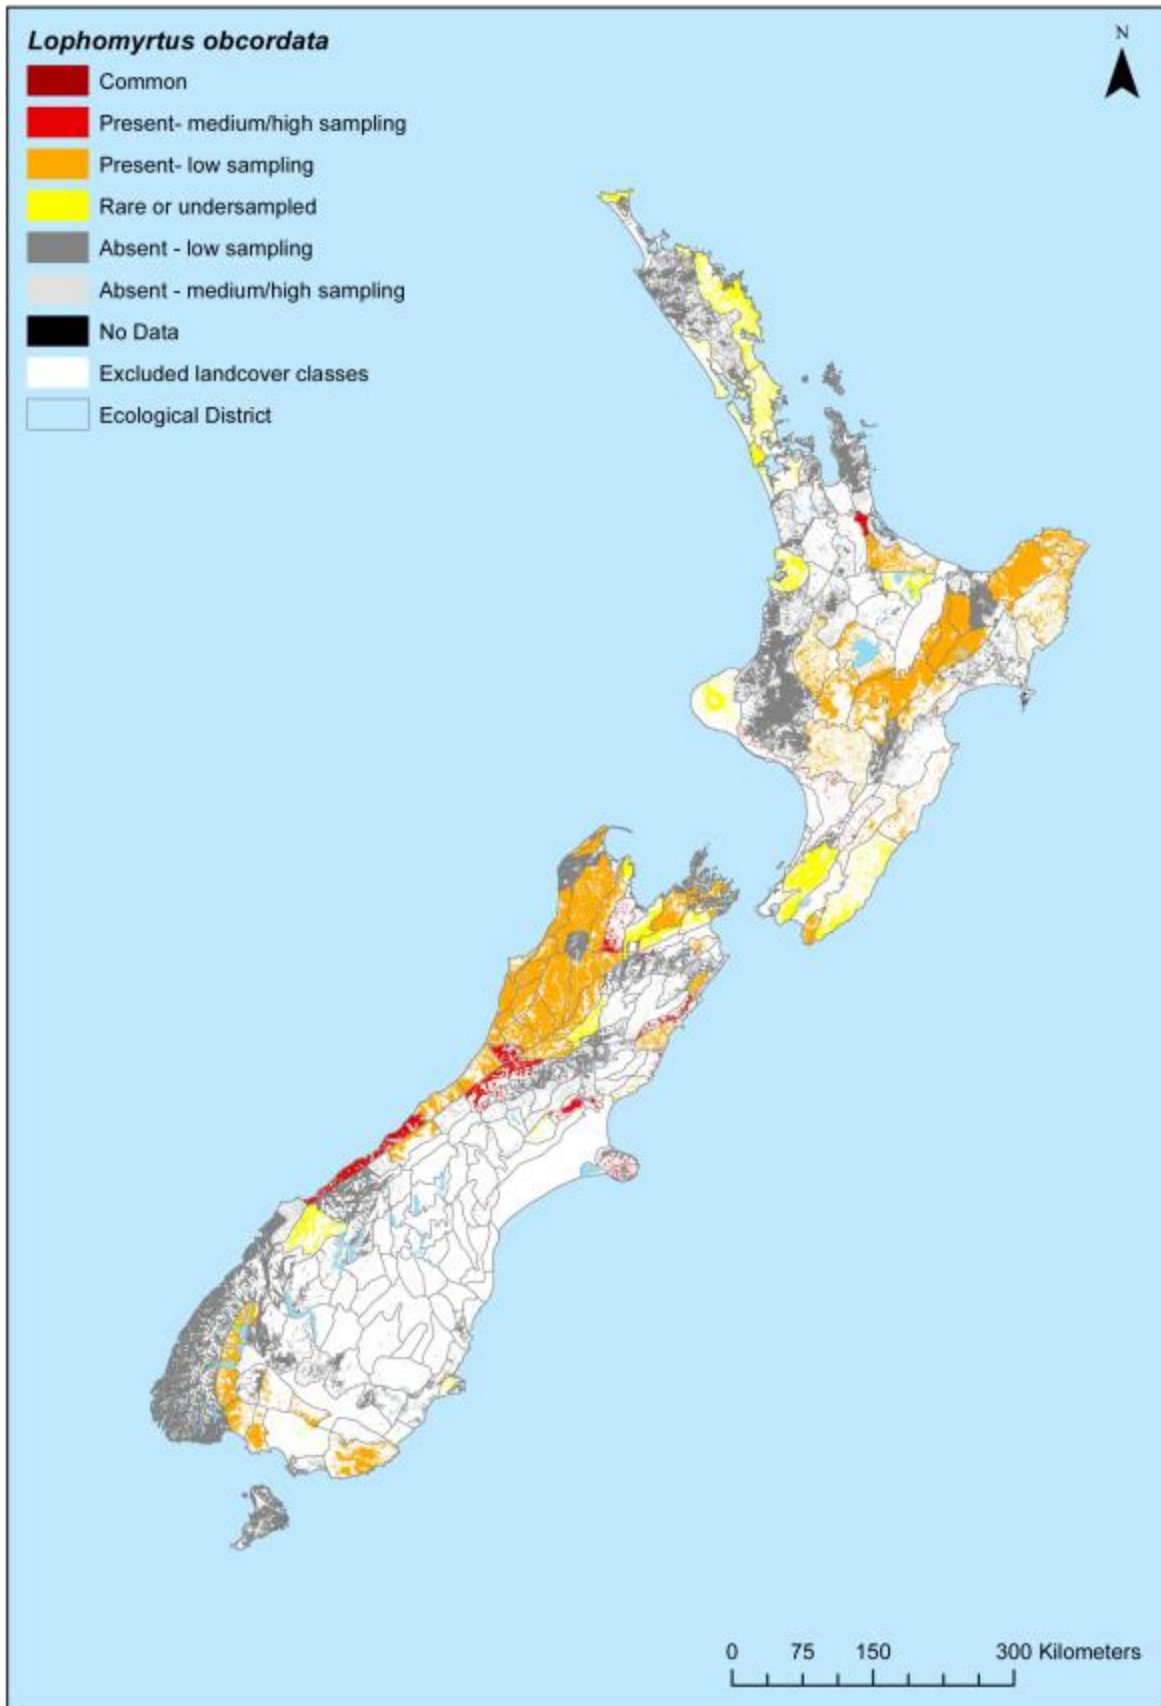 Lophomyrtus obcordata
Common
Present- medium/high sampling
Present- low sampling
Rare or undersampled
Absent - low sampling
Absent - medium/high sampling
No Data
Excluded landcover classes
Ecological District
N
0 75 150 300 Kilometers